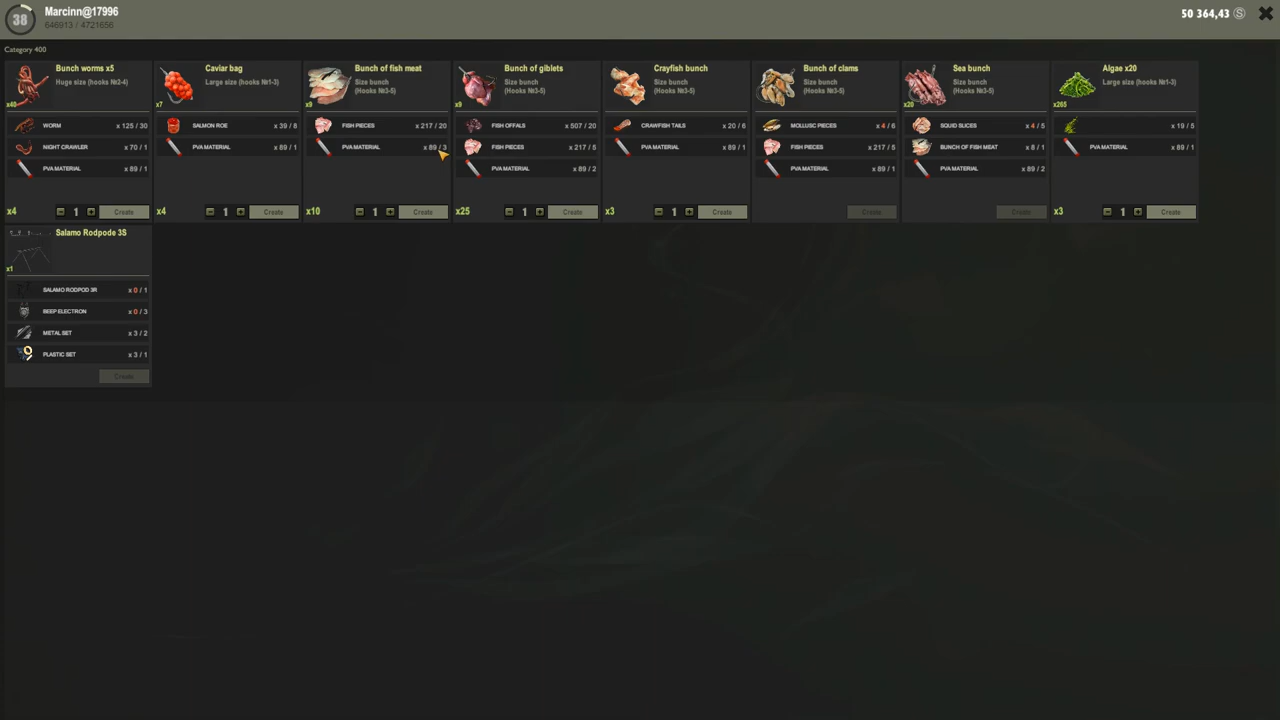 38
Marcinn@17996
646913 / 4721656
50 364,43 S
Category 400
Bunch worms x5
Huge size (hooks №2-4)
x40
WORM x 125 / 30
NIGHT CRAWLER x 70 / 1
PVA MATERIAL x 89 / 1
x4 1 Create
Caviar bag
Large size (hooks №1-3)
x7
SALMON ROE x 39 / 8
PVA MATERIAL x 89 / 1
x4 1 Create
Bunch of fish meat
Size bunch
(Hooks №3-5)
x9
FISH PIECES x 217 / 20
PVA MATERIAL x 89 / 3
x10 1 Create
Bunch of giblets
Size bunch
(Hooks №3-5)
x9
FISH OFFALS x 507 / 20
FISH PIECES x 217 / 5
PVA MATERIAL x 89 / 2
x25 1 Create
Crayfish bunch
Size bunch
(Hooks №3-5)
CRAWFISH TAILS x 20 / 6
PVA MATERIAL x 89 / 1
x3 1 Create
Bunch of clams
Size bunch
(Hooks №3-5)
MOLLUSC PIECES x 4 / 6
FISH PIECES x 217 / 5
PVA MATERIAL x 89 / 1
Create
Sea bunch
Size bunch
(Hooks №3-5)
x20
SQUID SLICES x 4 / 5
BUNCH OF FISH MEAT x 8 / 1
PVA MATERIAL x 89 / 2
Create
Algae x20
Large size (hooks №1-3)
x265
x 19 / 5
PVA MATERIAL x 89 / 1
x3 1 Create
Salamo Rodpode 3S
x1
SALAMO RODPOD 3R x 0 / 1
BEEP ELECTRON x 0 / 3
METAL SET x 3 / 2
PLASTIC SET x 3 / 1
Create